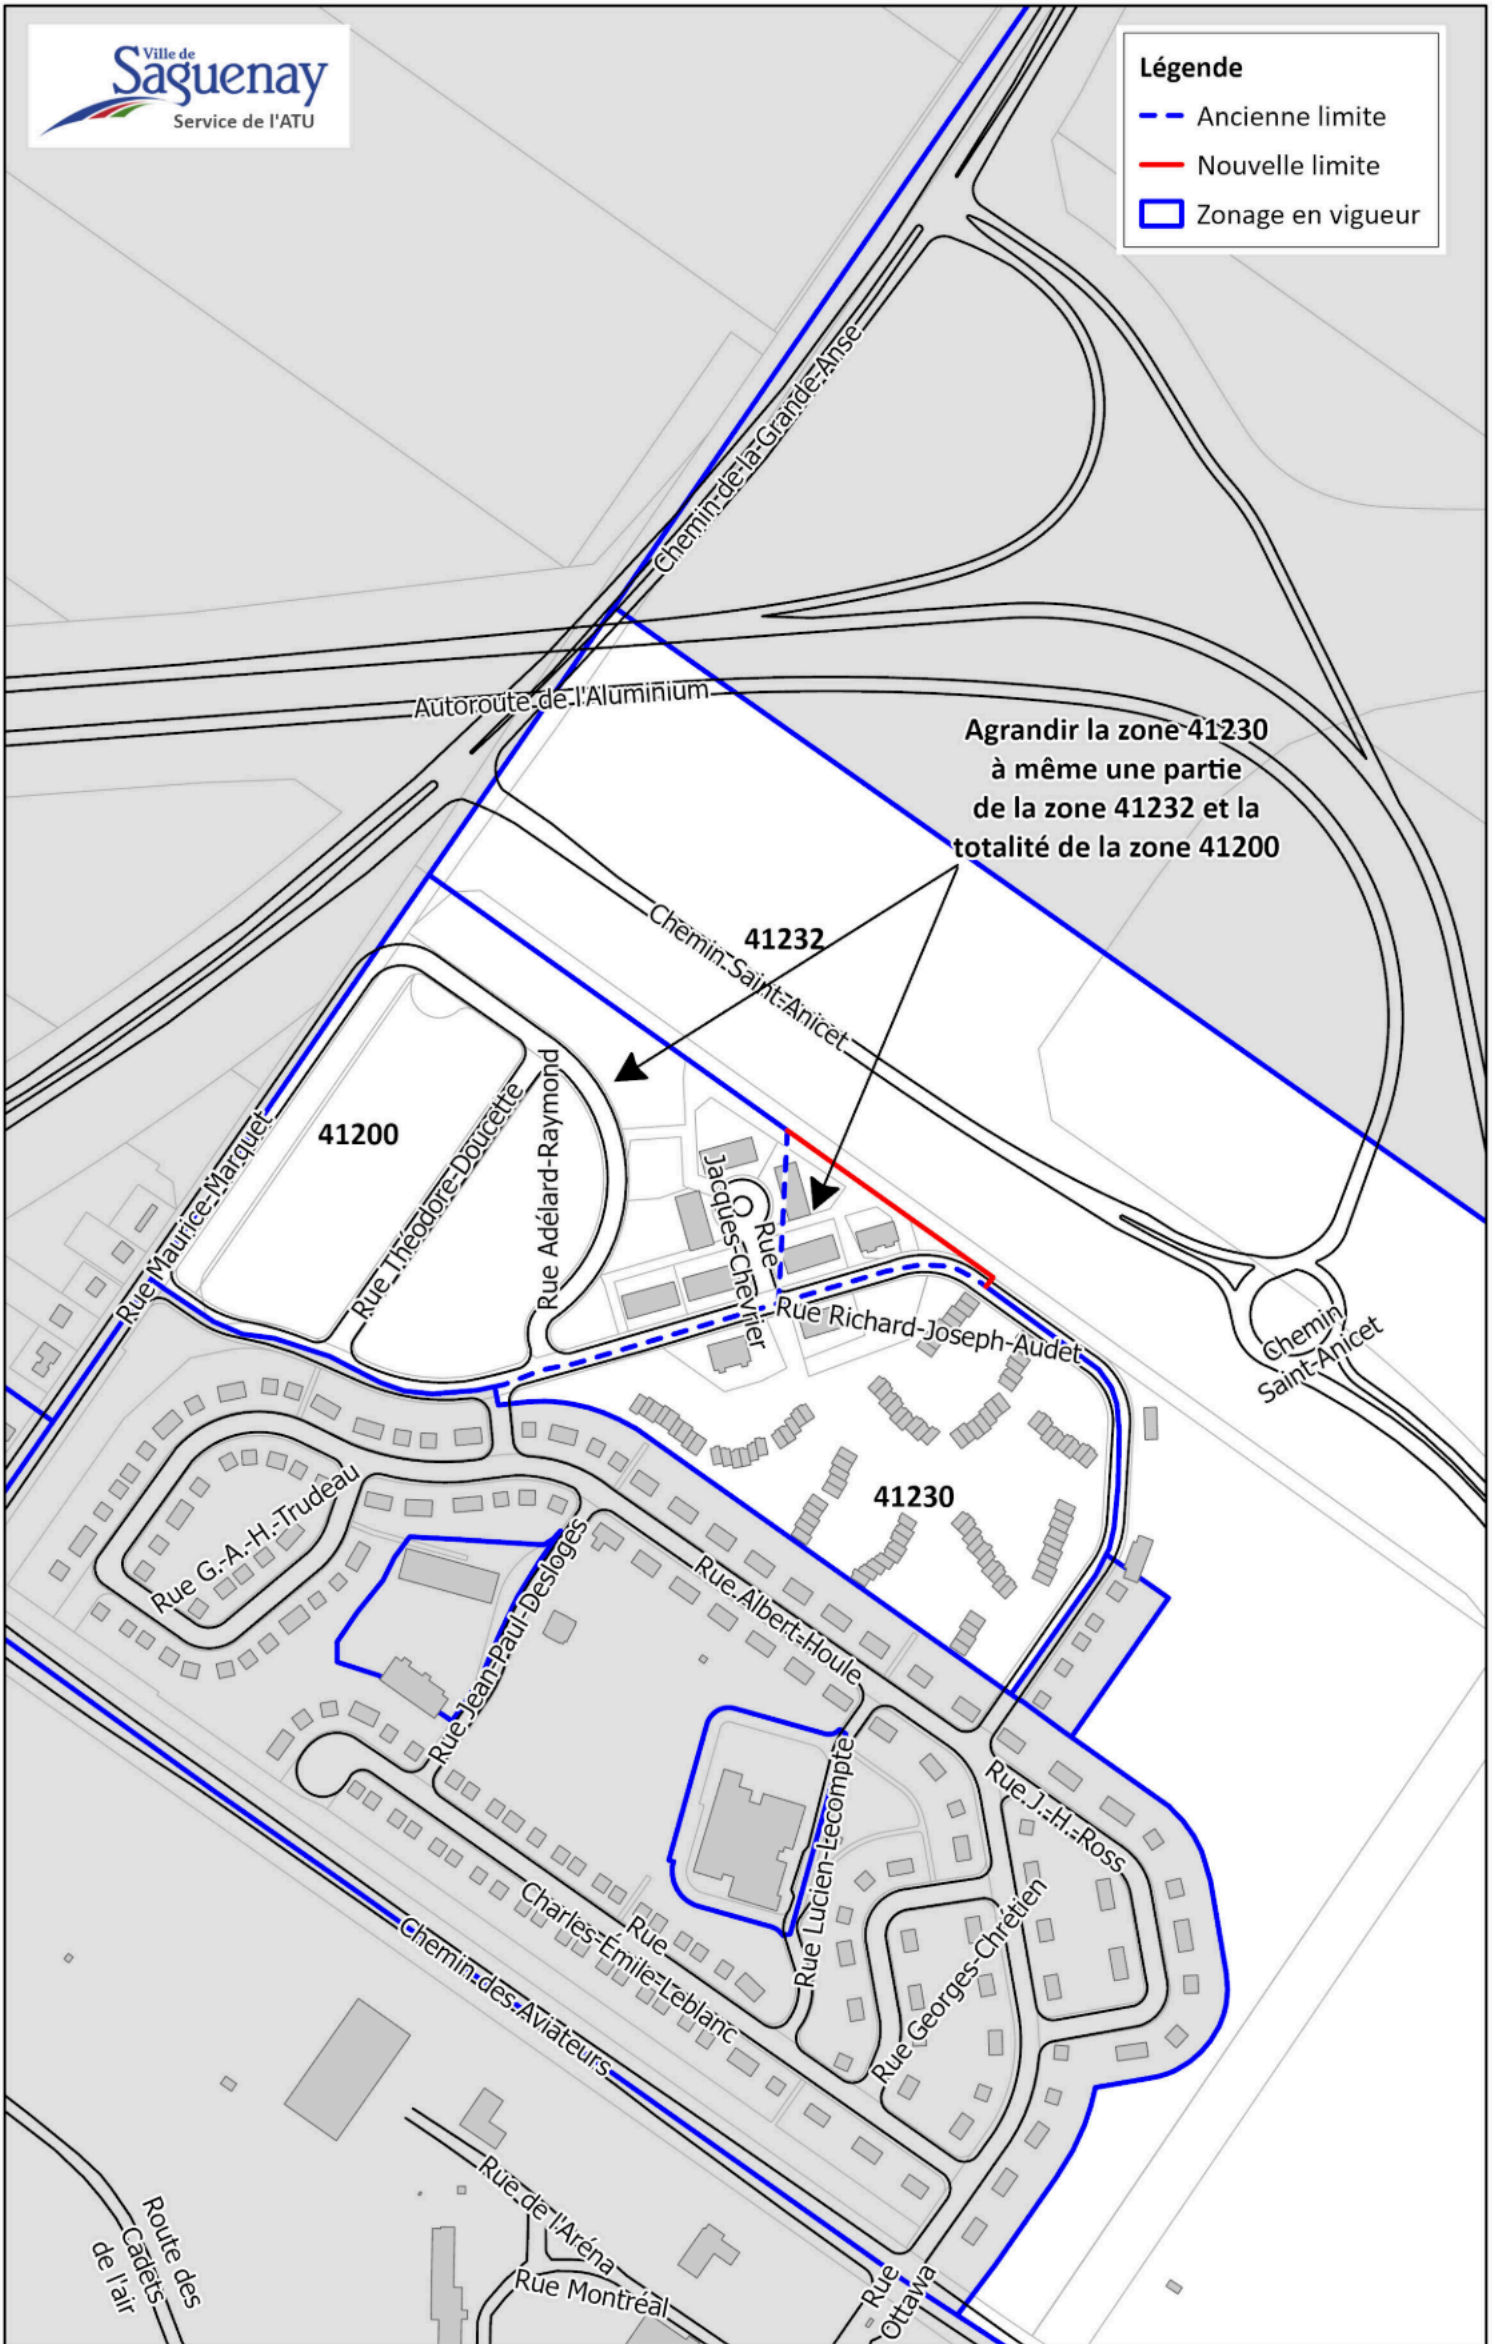 Ville de
Saguenay
Service de l'ATU
Légende
Ancienne limite
Nouvelle limite
Zonage en vigueur
Chemin-de-la-Grande-Anse
Autoroute de l'Aluminium
Agrandir la zone 41230
à même une partie
de la zone 41232 et la
totalité de la zone 41200
41232
Chemin Saint-Anicet
41200
Rue Maurice-Marquet
Rue Théodore-Doucette
Rue Adélard-Raymond
Rue
Jacques-Chevrier
Rue Richard-Joseph-Audet
Chemin
Saint-Anicet
41230
Rue G.-A.-H.-Trudeau
Rue Jean-Paul-Desloges
Rue Albert-Houle
Rue J.-H.-Ross
Rue Lucien-Lecompte
Rue Georges-Chrétien
Rue
Charles-Émile-Leblanc
Chemin des Aviateurs
Rue de l'Aréna
Rue Montréal
Rue
Ottawa
Route des
Cadets
de l'air